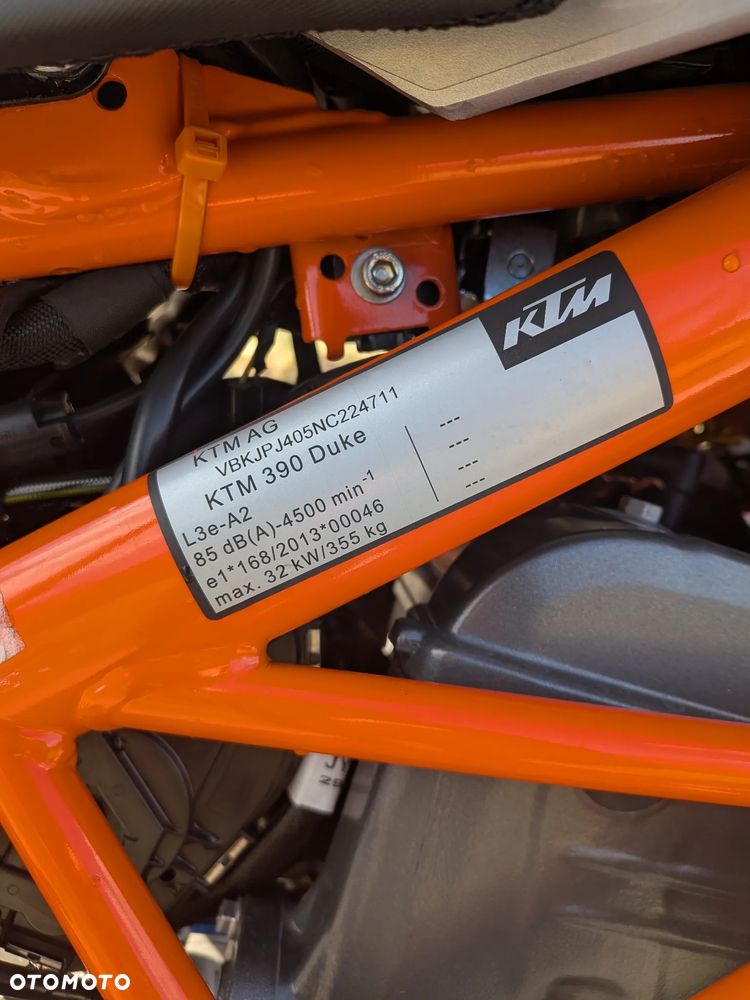 KTM
KTM AG
VBKJPJ405NC224711
KTM 390 Duke
L3e-A2
85 dB(A)-4500 min-1
e1*168/2013*00046
max. 32 kW/355 kg
---
---
---
---
OTOMOTO